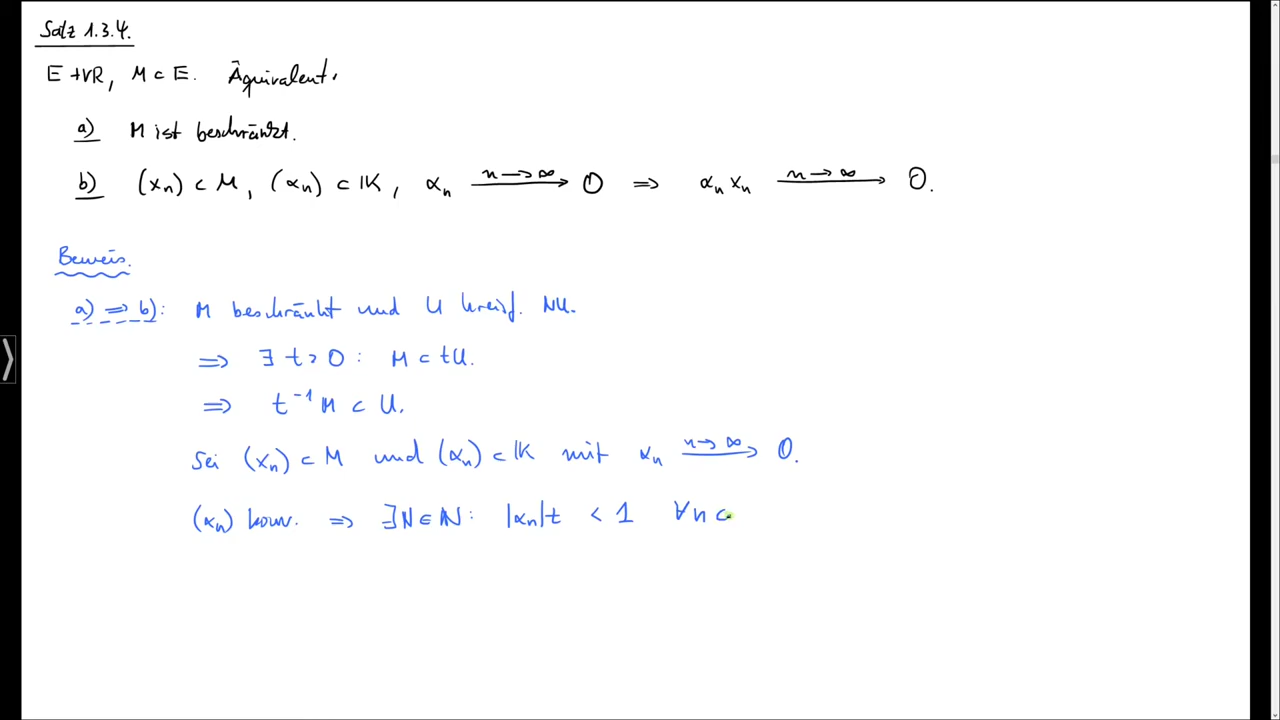 Satz 1.3.4.
E tVR, M ⊂ E. Äquivalent:
a) M ist beschränkt.
b) (xₙ) ⊂ M, (αₙ) ⊂ 𝕂, αₙ —n→∞→ 0 ⇒ αₙ xₙ —n→∞→ 0.
Beweis.
a) ⇒ b): M beschränkt und U kreisf. NU.
⇒ ∃ t > 0 : M ⊂ tU.
⇒ t⁻¹ M ⊂ U.
Sei (xₙ) ⊂ M und (αₙ) ⊂ 𝕂 mit αₙ —n→∞→ 0.
(αₙ) konv. ⇒ ∃ N ∈ ℕ : |αₙ| t < 1 ∀ n